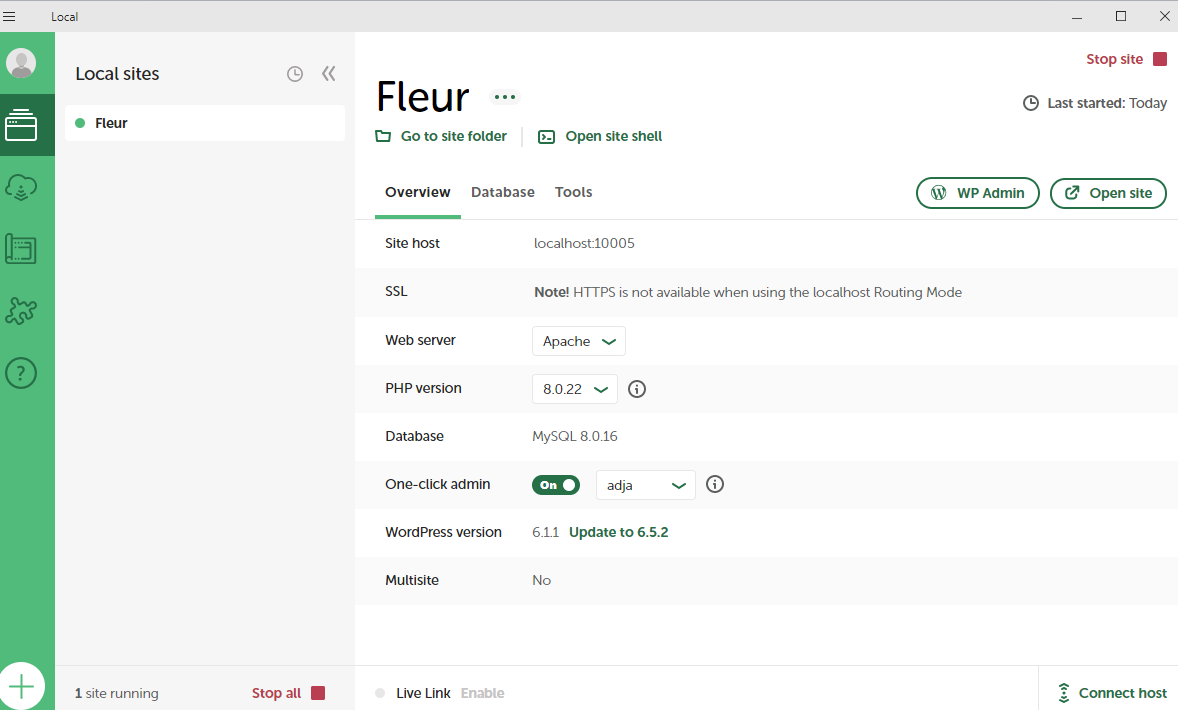 Local
Local sites
Fleur
1 site running
Stop all
Stop site
Fleur
Last started: Today
Go to site folder
Open site shell
Overview
Database
Tools
WP Admin
Open site
Site host
localhost:10005
SSL
Note! HTTPS is not available when using the localhost Routing Mode
Web server
Apache
PHP version
8.0.22
Database
MySQL 8.0.16
One-click admin
On
adja
WordPress version
6.1.1 Update to 6.5.2
Multisite
No
Live Link Enable
Connect host